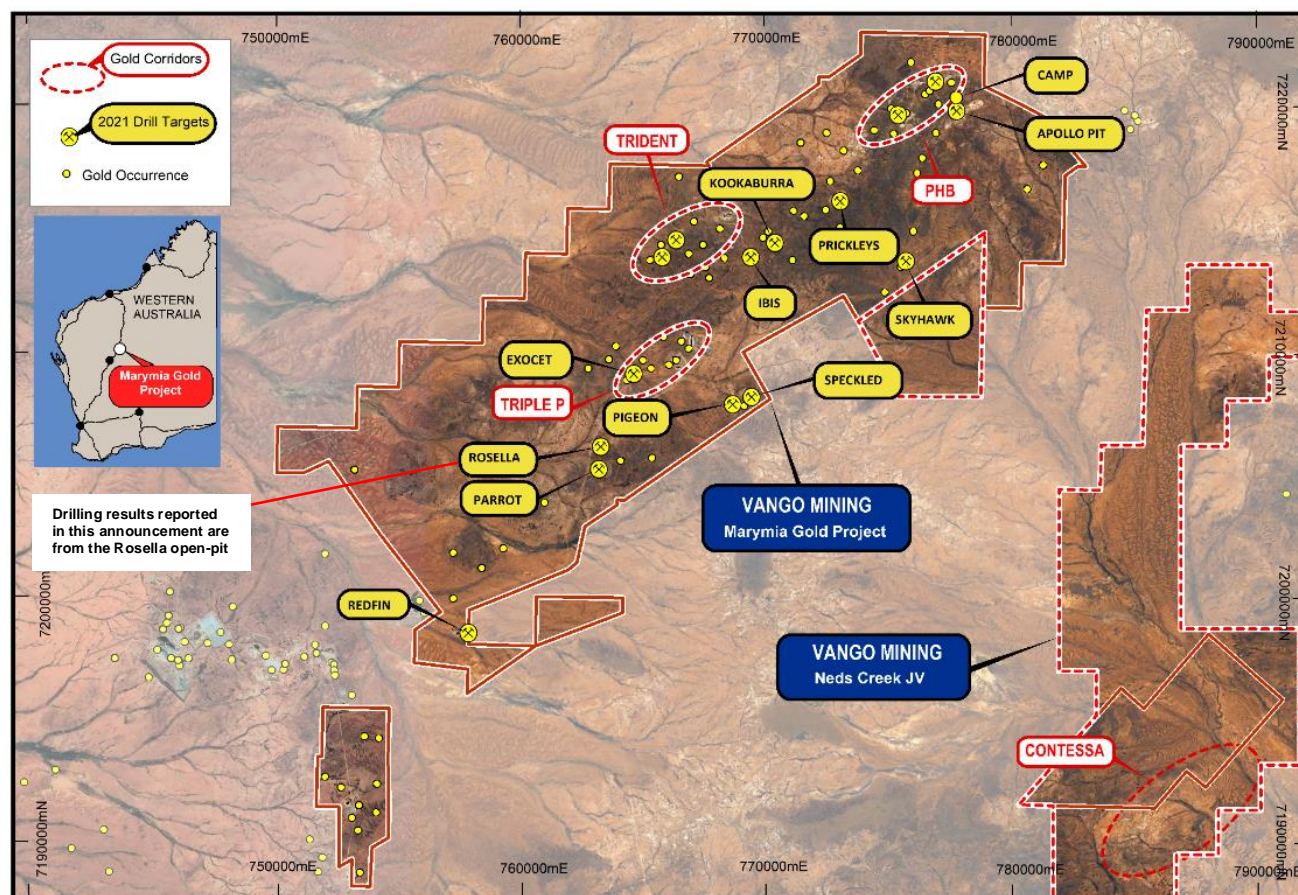 750000mE
760000mE
770000mE
780000mE
790000mE
Gold Corridors
2021 Drill Targets
Gold Occurrence
CAMP
7220000mN
7220000mN
APOLLO PIT
TRIDENT
KOOKABURRA
PHB
PRICKLEYS
WESTERN
AUSTRALIA
IBIS
SKYHAWK
Marymia Gold
Project
7210000mN
EXOCET
SPECKLED
TRIPLE P
PIGEON
ROSELLA
PARROT
VANGO MINING
Marymia Gold Project
Drilling results reported
in this announcement are
from the Rosella open-pit
7200000mN
7200000mN
REDFIN
VANGO MINING
Neds Creek JV
CONTESSA
7190000mN
7190000mN
750000mE
760000mE
770000mE
780000mE
790000mE